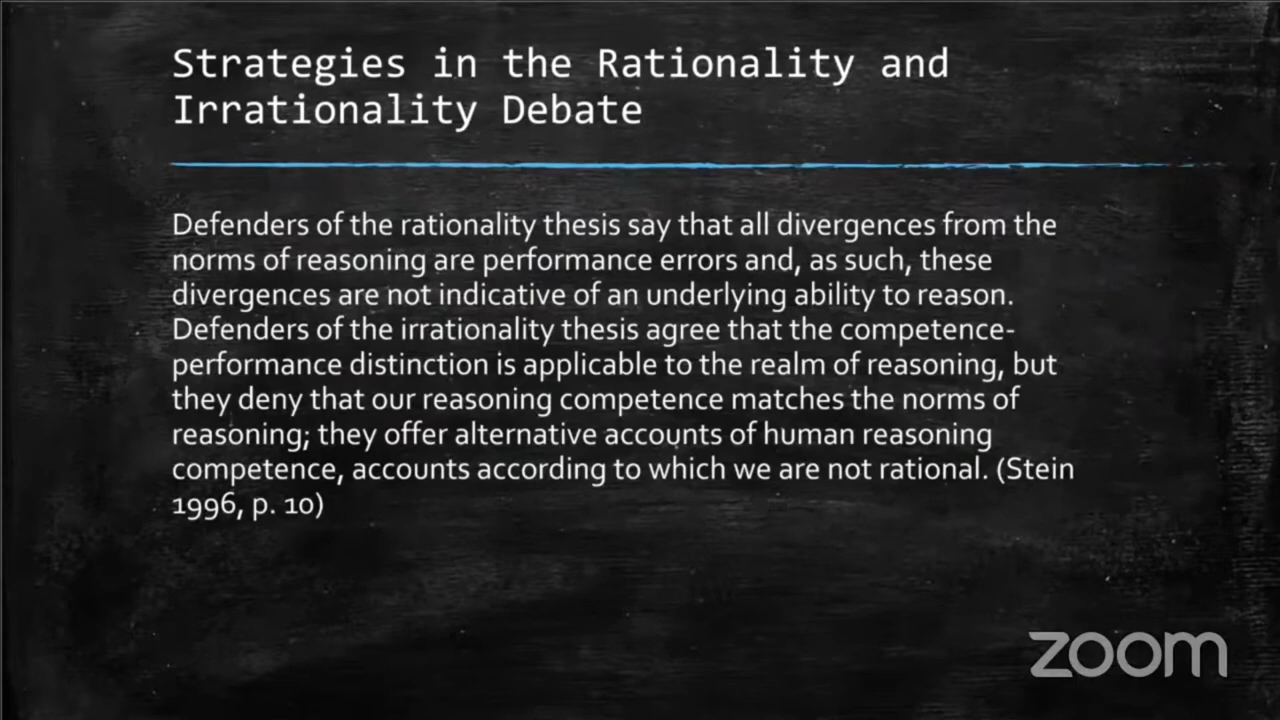 Strategies in the Rationality and
Irrationality Debate
Defenders of the rationality thesis say that all divergences from the
norms of reasoning are performance errors and, as such, these
divergences are not indicative of an underlying ability to reason.
Defenders of the irrationality thesis agree that the competence-
performance distinction is applicable to the realm of reasoning, but
they deny that our reasoning competence matches the norms of
reasoning; they offer alternative accounts of human reasoning
competence, accounts according to which we are not rational. (Stein
1996, p. 10)
zoom